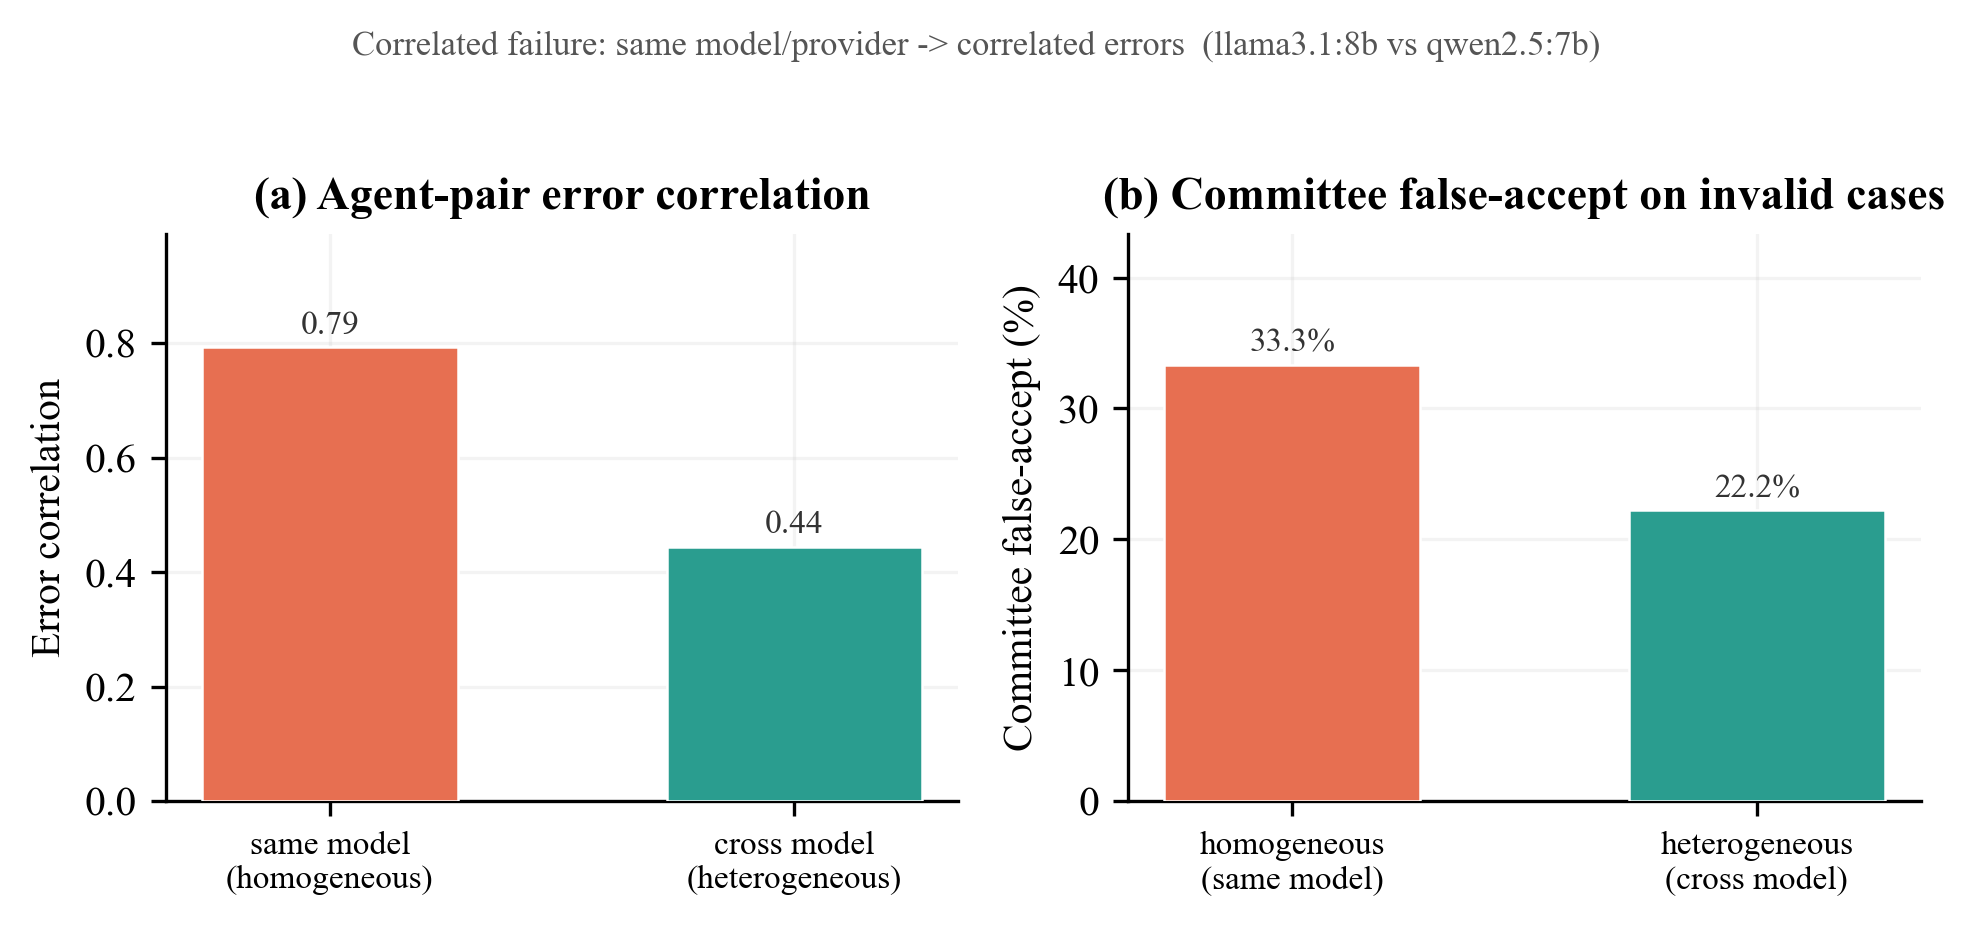 Correlated failure: same model/provider -> correlated errors (llama3.1:8b vs qwen2.5:7b)
(a) Agent-pair error correlation
Error correlation
0.8
0.6
0.4
0.2
0.0
0.79
0.44
same model
(homogeneous)
cross model
(heterogeneous)
(b) Committee false-accept on invalid cases
Committee false-accept (%)
40
30
20
10
0
33.3%
22.2%
homogeneous
(same model)
heterogeneous
(cross model)